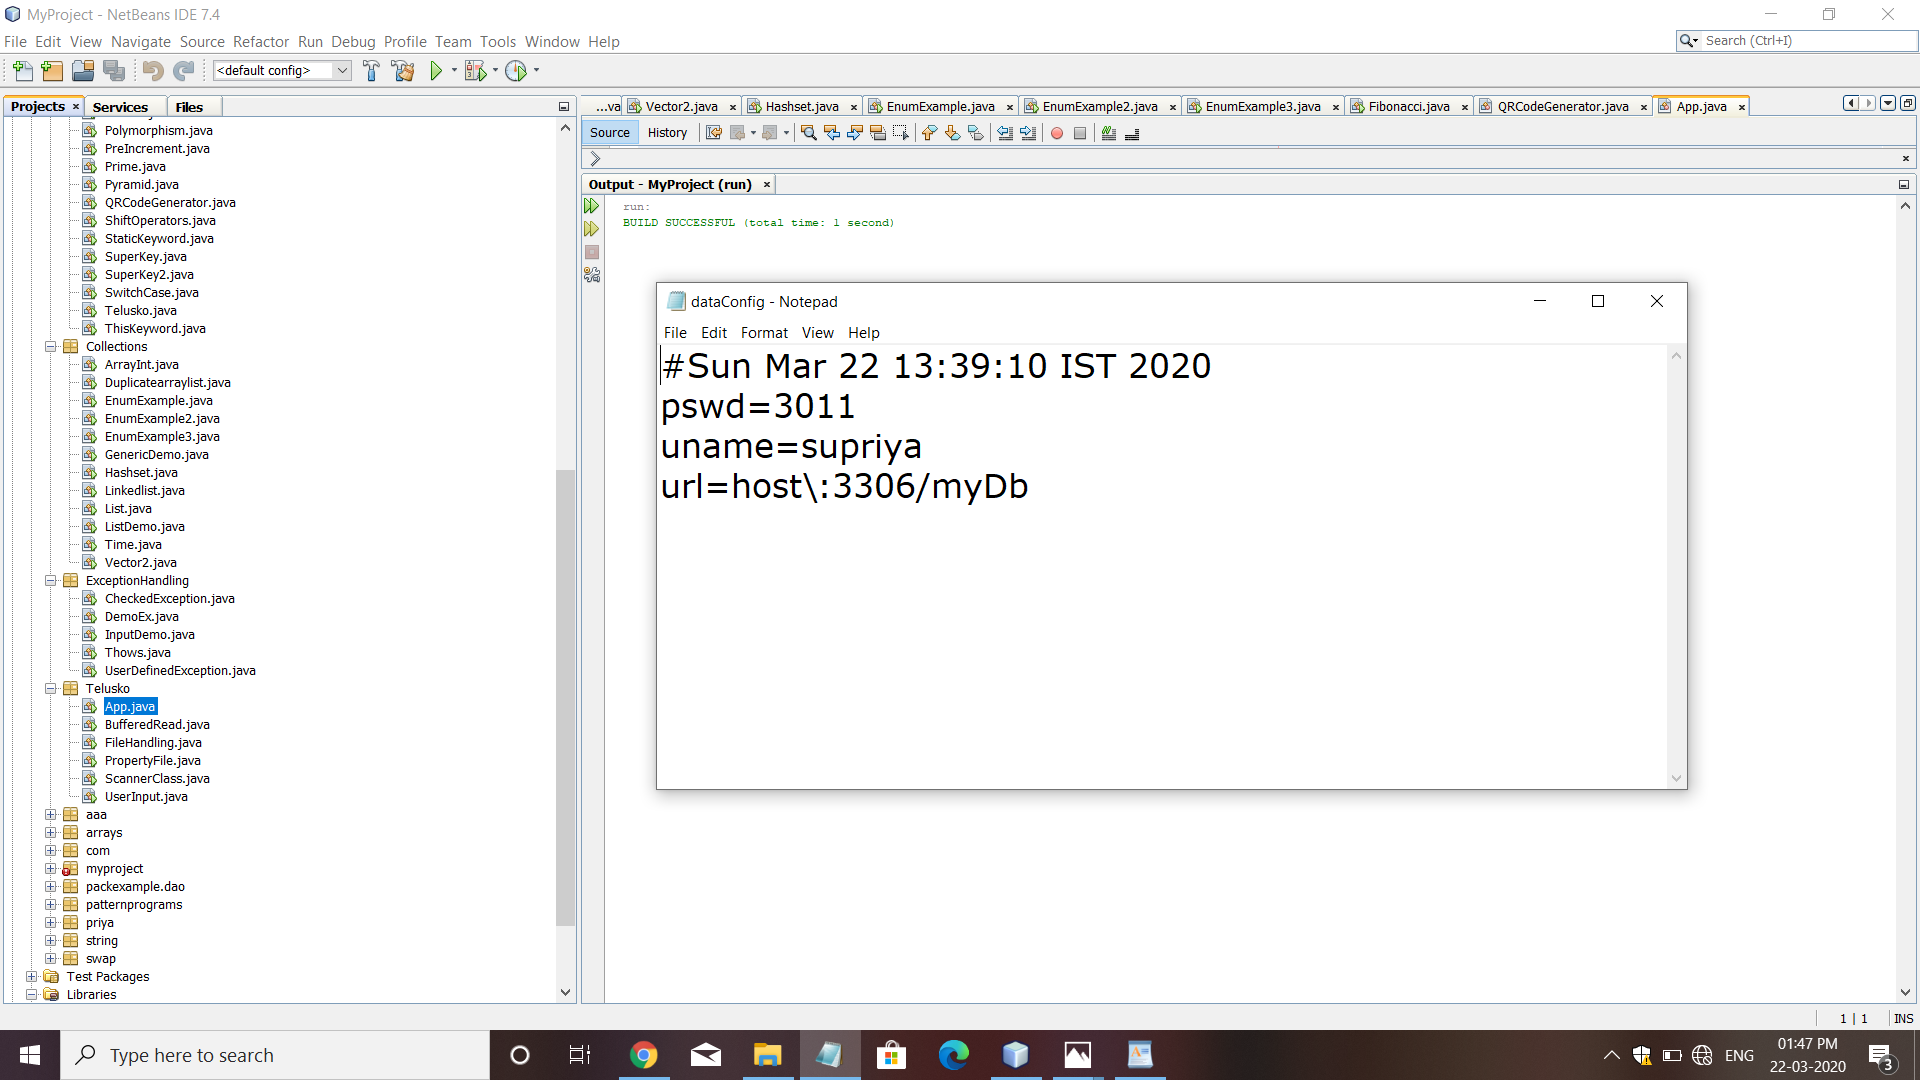 MyProject - NetBeans IDE 7.4
File Edit View Navigate Source Refactor Run Debug Profile Team Tools Window Help
Search (Ctrl+I)
<default config>
Projects Services Files
...va Vector2.java Hashset.java EnumExample.java EnumExample2.java EnumExample3.java Fibonacci.java QRCodeGenerator.java App.java
Source History
Output - MyProject (run)
run:
BUILD SUCCESSFUL (total time: 1 second)
Polymorphism.java
PreIncrement.java
Prime.java
Pyramid.java
QRCodeGenerator.java
ShiftOperators.java
StaticKeyword.java
SuperKey.java
SuperKey2.java
SwitchCase.java
Telusko.java
ThisKeyword.java
Collections
ArrayInt.java
Duplicatearraylist.java
EnumExample.java
EnumExample2.java
EnumExample3.java
GenericDemo.java
Hashset.java
Linkedlist.java
List.java
ListDemo.java
Time.java
Vector2.java
ExceptionHandling
CheckedException.java
DemoEx.java
InputDemo.java
Thows.java
UserDefinedException.java
Telusko
App.java
BufferedRead.java
FileHandling.java
PropertyFile.java
ScannerClass.java
UserInput.java
aaa
arrays
com
myproject
packexample.dao
patternprograms
priya
string
swap
Test Packages
Libraries
dataConfig - Notepad
File Edit Format View Help
#Sun Mar 22 13:39:10 IST 2020
pswd=3011
uname=supriya
url=host\:3306/myDb
1 | 1 INS
Type here to search
ENG
01:47 PM
22-03-2020
3